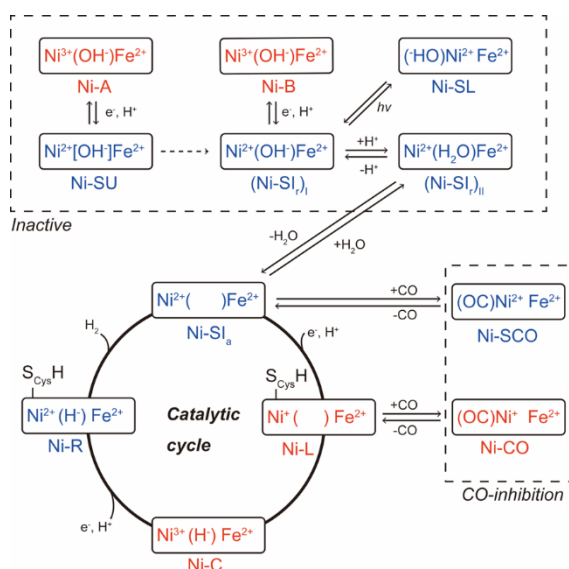 Ni³⁺(OH⁻)Fe²⁺
Ni³⁺(OH⁻)Fe²⁺
(⁻HO)Ni²⁺ Fe²⁺
Ni-A
Ni-B
Ni-SL
e⁻, H⁺
e⁻, H⁺
hν
Ni²⁺[OH⁻]Fe²⁺
Ni²⁺(OH⁻)Fe²⁺
+H⁺
-H⁺
Ni²⁺(H₂O)Fe²⁺
Ni-SU
(Ni-SIᵣ)ᵢ
(Ni-SIᵣ)ᵢᵢ
Inactive
-H₂O
+H₂O
Ni²⁺( )Fe²⁺
Ni-SIₐ
+CO
-CO
(OC)Ni²⁺ Fe²⁺
Ni-SCO
H₂
e⁻, H⁺
S_CysH
S_CysH
Ni²⁺ (H⁻) Fe²⁺
Ni-R
Catalytic
cycle
Ni⁺ ( ) Fe²⁺
Ni-L
+CO
-CO
(OC)Ni⁺ Fe²⁺
Ni-CO
CO-inhibition
e⁻, H⁺
Ni³⁺ (H⁻) Fe²⁺
Ni-C